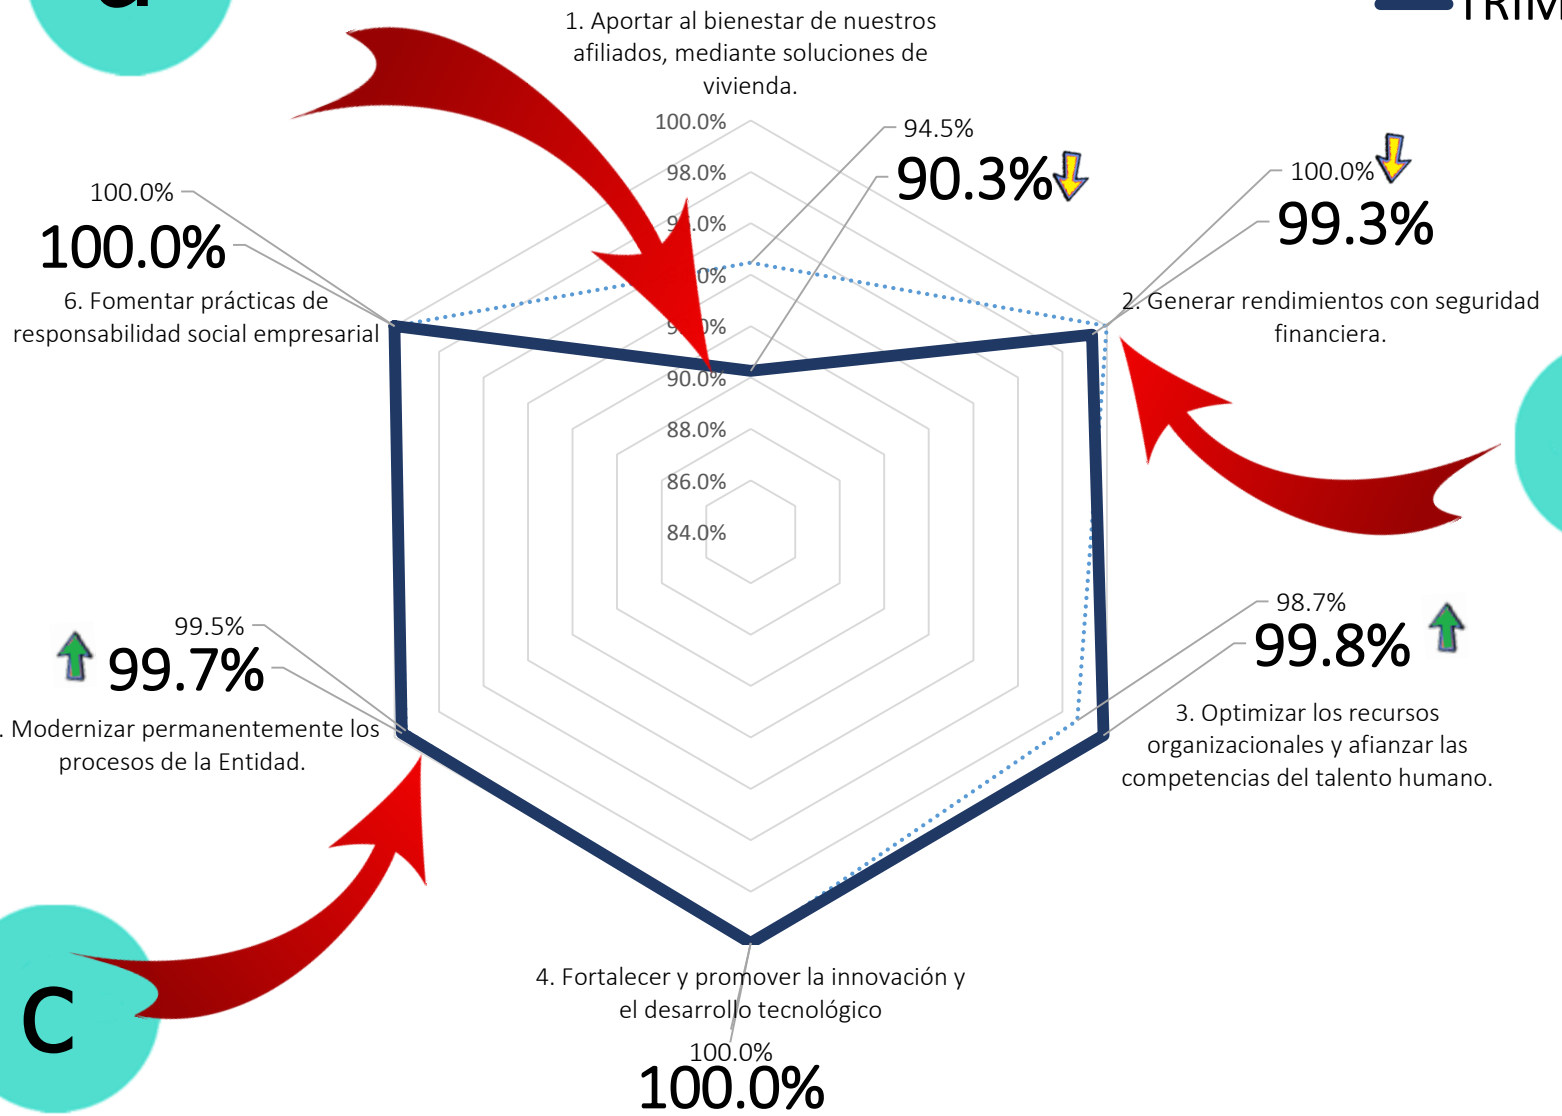 1. Aportar al bienestar de nuestros
afiliados, mediante soluciones de
vivienda.
100.0%
98.0%
90.0%
88.0%
86.0%
84.0%
94.5%
90.3%
100.0%
99.3%
2. Generar rendimientos con seguridad
financiera.
98.7%
99.8%
3. Optimizar los recursos
organizacionales y afianzar las
competencias del talento humano.
4. Fortalecer y promover la innovación y
el desarrollo tecnológico
100.0%
100.0%
99.5%
99.7%
. Modernizar permanentemente los
procesos de la Entidad.
100.0%
100.0%
6. Fomentar prácticas de
responsabilidad social empresarial
C